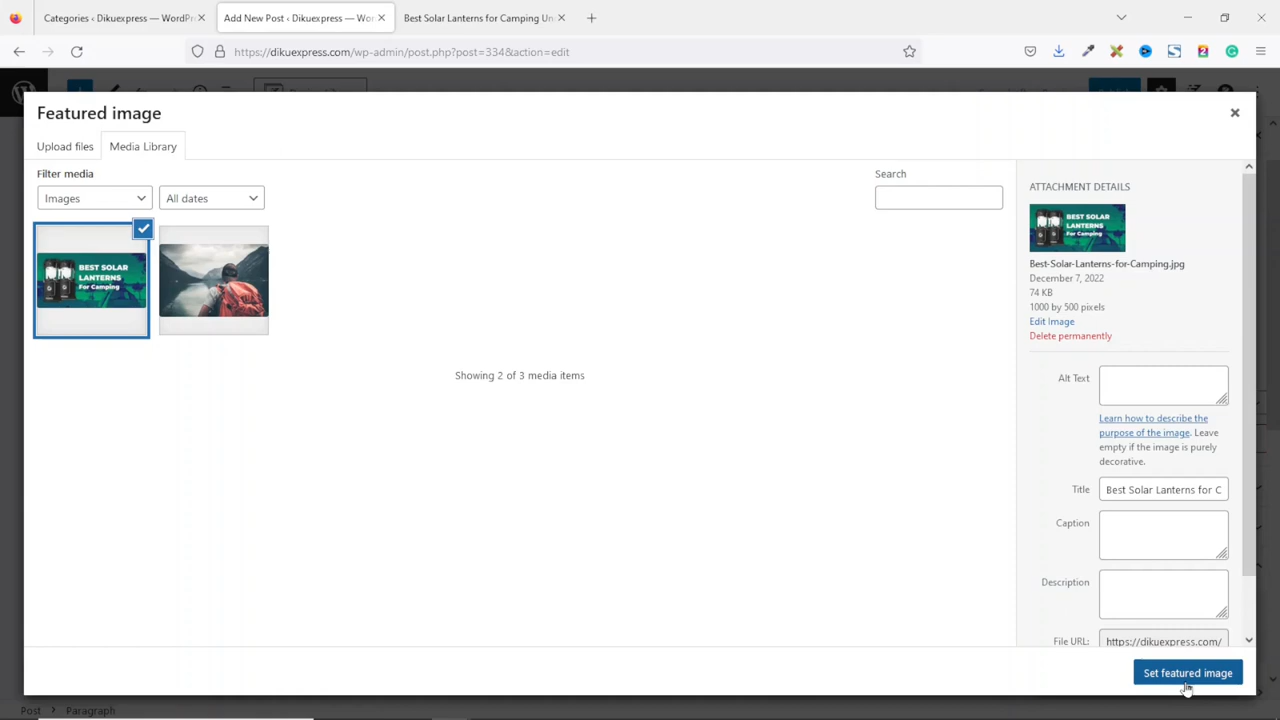 Categories ‹ Dikuexpress — WordPr
Add New Post ‹ Dikuexpress — Wor
Best Solar Lanterns for Camping Un
https://dikuexpress.com/wp-admin/post.php?post=334&action=edit
Featured image
Upload files
Media Library
Filter media
Search
Images
All dates
BEST SOLAR
LANTERNS
For Camping
Showing 2 of 3 media items
ATTACHMENT DETAILS
BEST SOLAR
LANTERNS
For Camping
Best-Solar-Lanterns-for-Camping.jpg
December 7, 2022
74 KB
1000 by 500 pixels
Edit Image
Delete permanently
Alt Text
Learn how to describe the
purpose of the image. Leave
empty if the image is purely
decorative.
Title
Best Solar Lanterns for C
Caption
Description
File URL:
https://dikuexpress.com/
Set featured image
Post › Paragraph